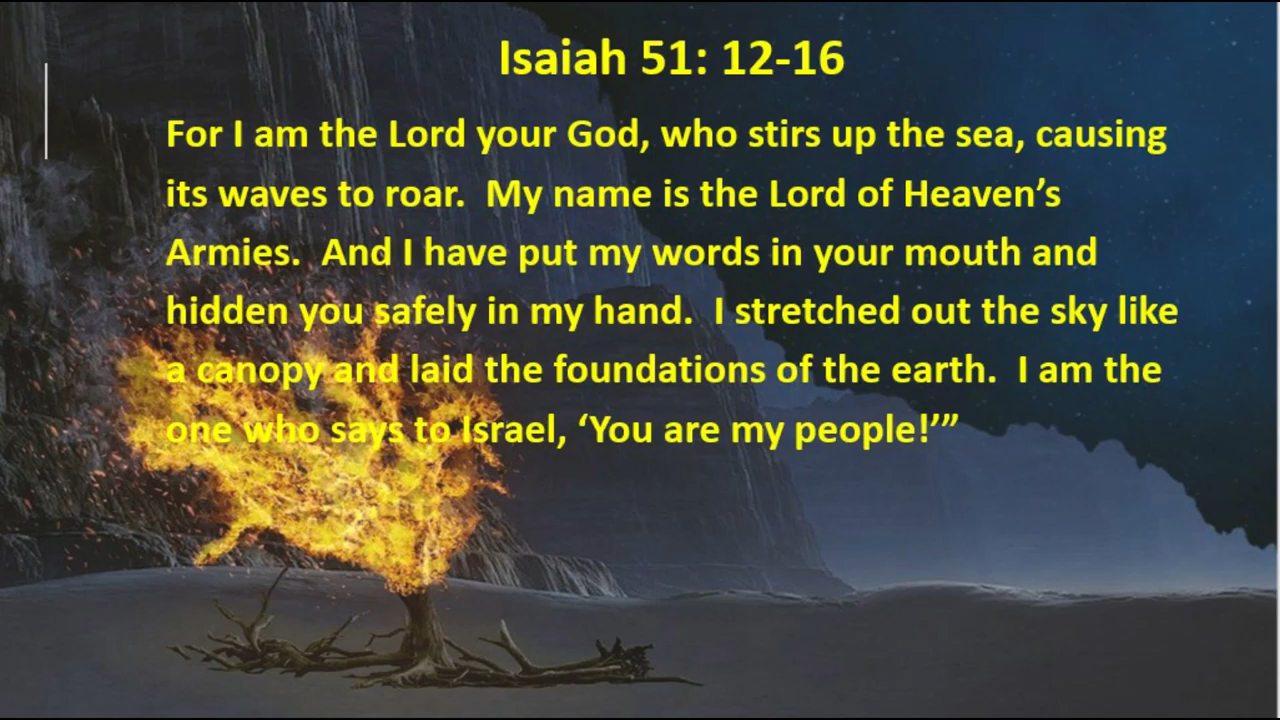 Isaiah 51: 12-16
For I am the Lord your God, who stirs up the sea, causing
its waves to roar.  My name is the Lord of Heaven’s
Armies.  And I have put my words in your mouth and
hidden you safely in my hand.  I stretched out the sky like
a canopy and laid the foundations of the earth.  I am the
one who says to Israel, ‘You are my people!’”